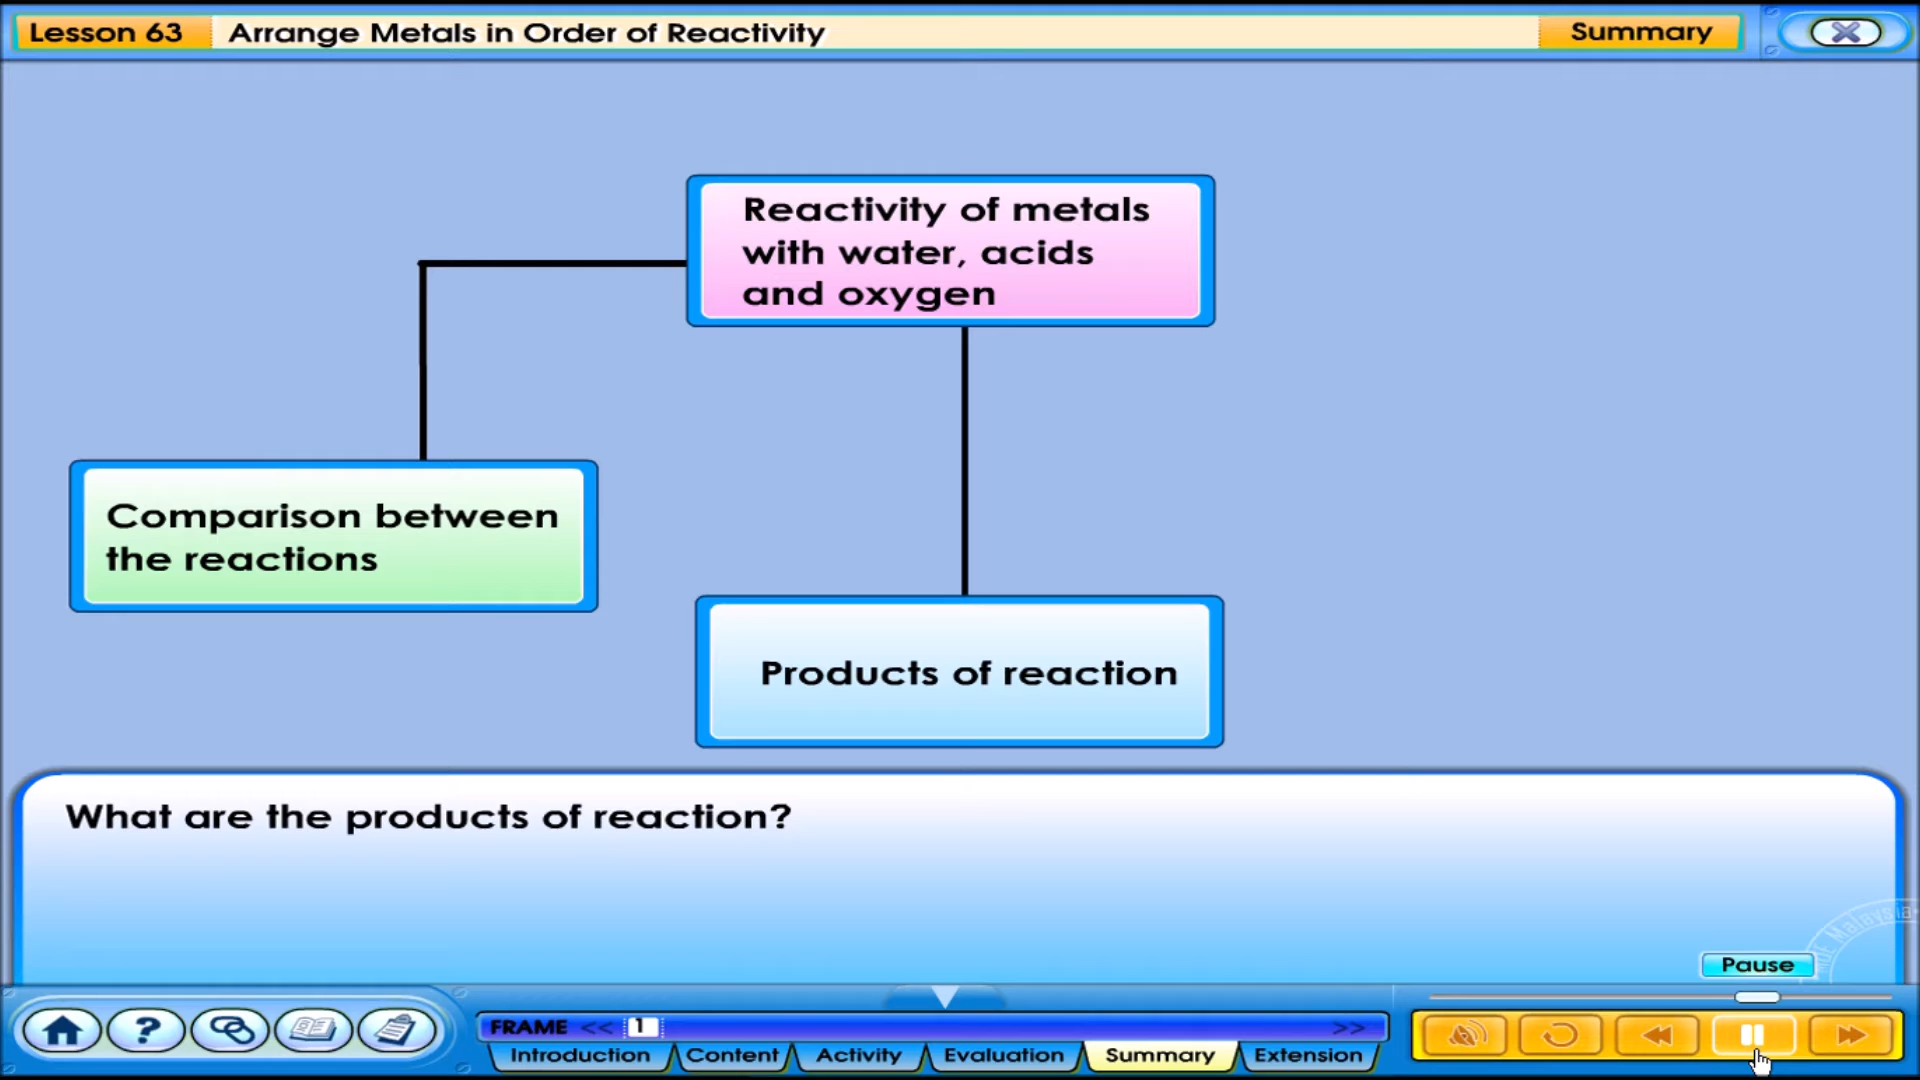 Lesson 63
Arrange Metals in Order of Reactivity
Summary
Reactivity of metals
with water, acids
and oxygen
Comparison between
the reactions
Products of reaction
What are the products of reaction?
MOE Malaysia
Pause
?
FRAME << 1 >>
Introduction
Content
Activity
Evaluation
Summary
Extension